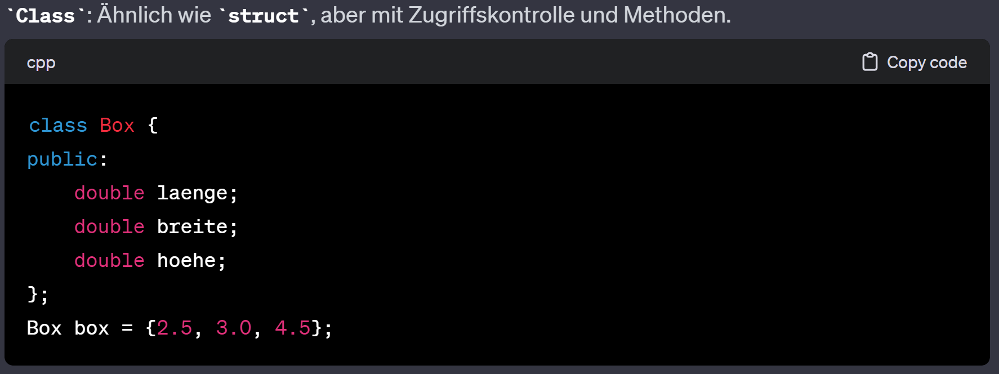 `Class`: Ähnlich wie `struct`, aber mit Zugriffskontrolle und Methoden.
cpp
Copy code
class Box {
public:
    double laenge;
    double breite;
    double hoehe;
};
Box box = {2.5, 3.0, 4.5};